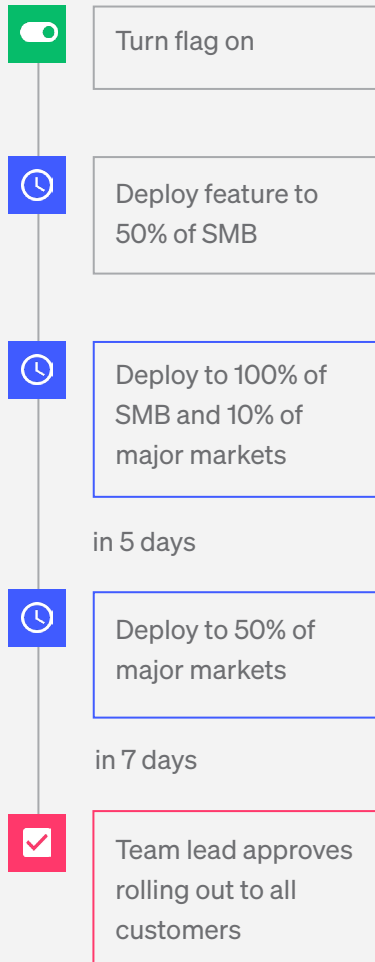 Turn flag on
Deploy feature to
50% of SMB
Deploy to 100% of
SMB and 10% of
major markets
in 5 days
Deploy to 50% of
major markets
in 7 days
Team lead approves
rolling out to all
customers